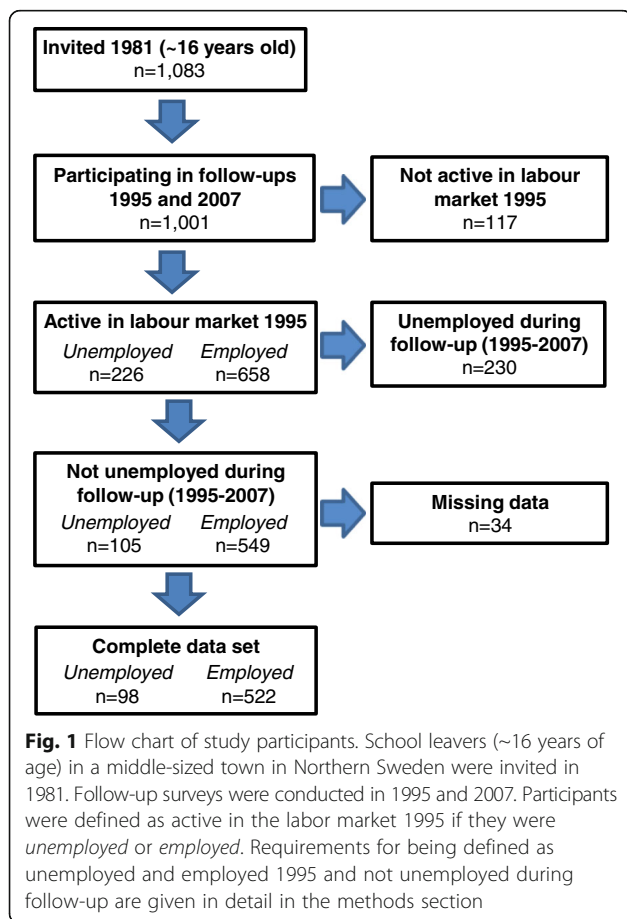 Invited 1981 (~16 years old)
n=1,083
Participating in follow-ups
1995 and 2007
n=1,001
Not active in labour
market 1995
n=117
Active in labour market 1995
Unemployed Employed
n=226 n=658
Unemployed during
follow-up (1995-2007)
n=230
Not unemployed during
follow-up (1995-2007)
Unemployed Employed
n=105 n=549
Missing data
n=34
Complete data set
Unemployed Employed
n=98 n=522
Fig. 1 Flow chart of study participants. School leavers (~16 years of
age) in a middle-sized town in Northern Sweden were invited in
1981. Follow-up surveys were conducted in 1995 and 2007. Participants
were defined as active in the labor market 1995 if they were
unemployed or employed. Requirements for being defined as
unemployed and employed 1995 and not unemployed during
follow-up are given in detail in the methods section